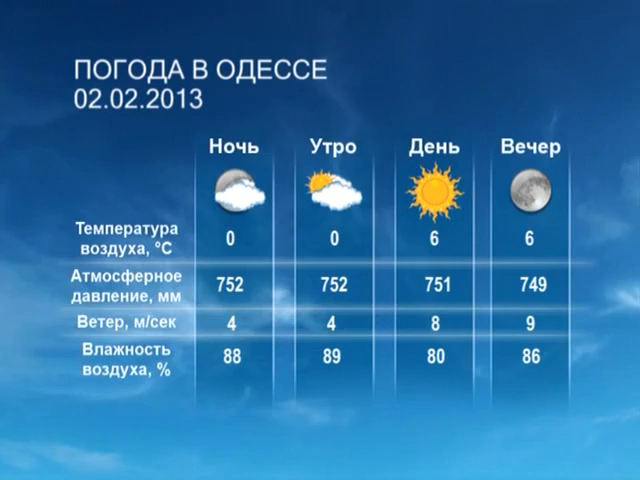 ПОГОДА В ОДЕССЕ
02.02.2013
Ночь Утро День Вечер
Температура
воздуха, °C 0 0 6 6
Атмосферное
давление, мм 752 752 751 749
Ветер, м/сек 4 4 8 9
Влажность
воздуха, % 88 89 80 86